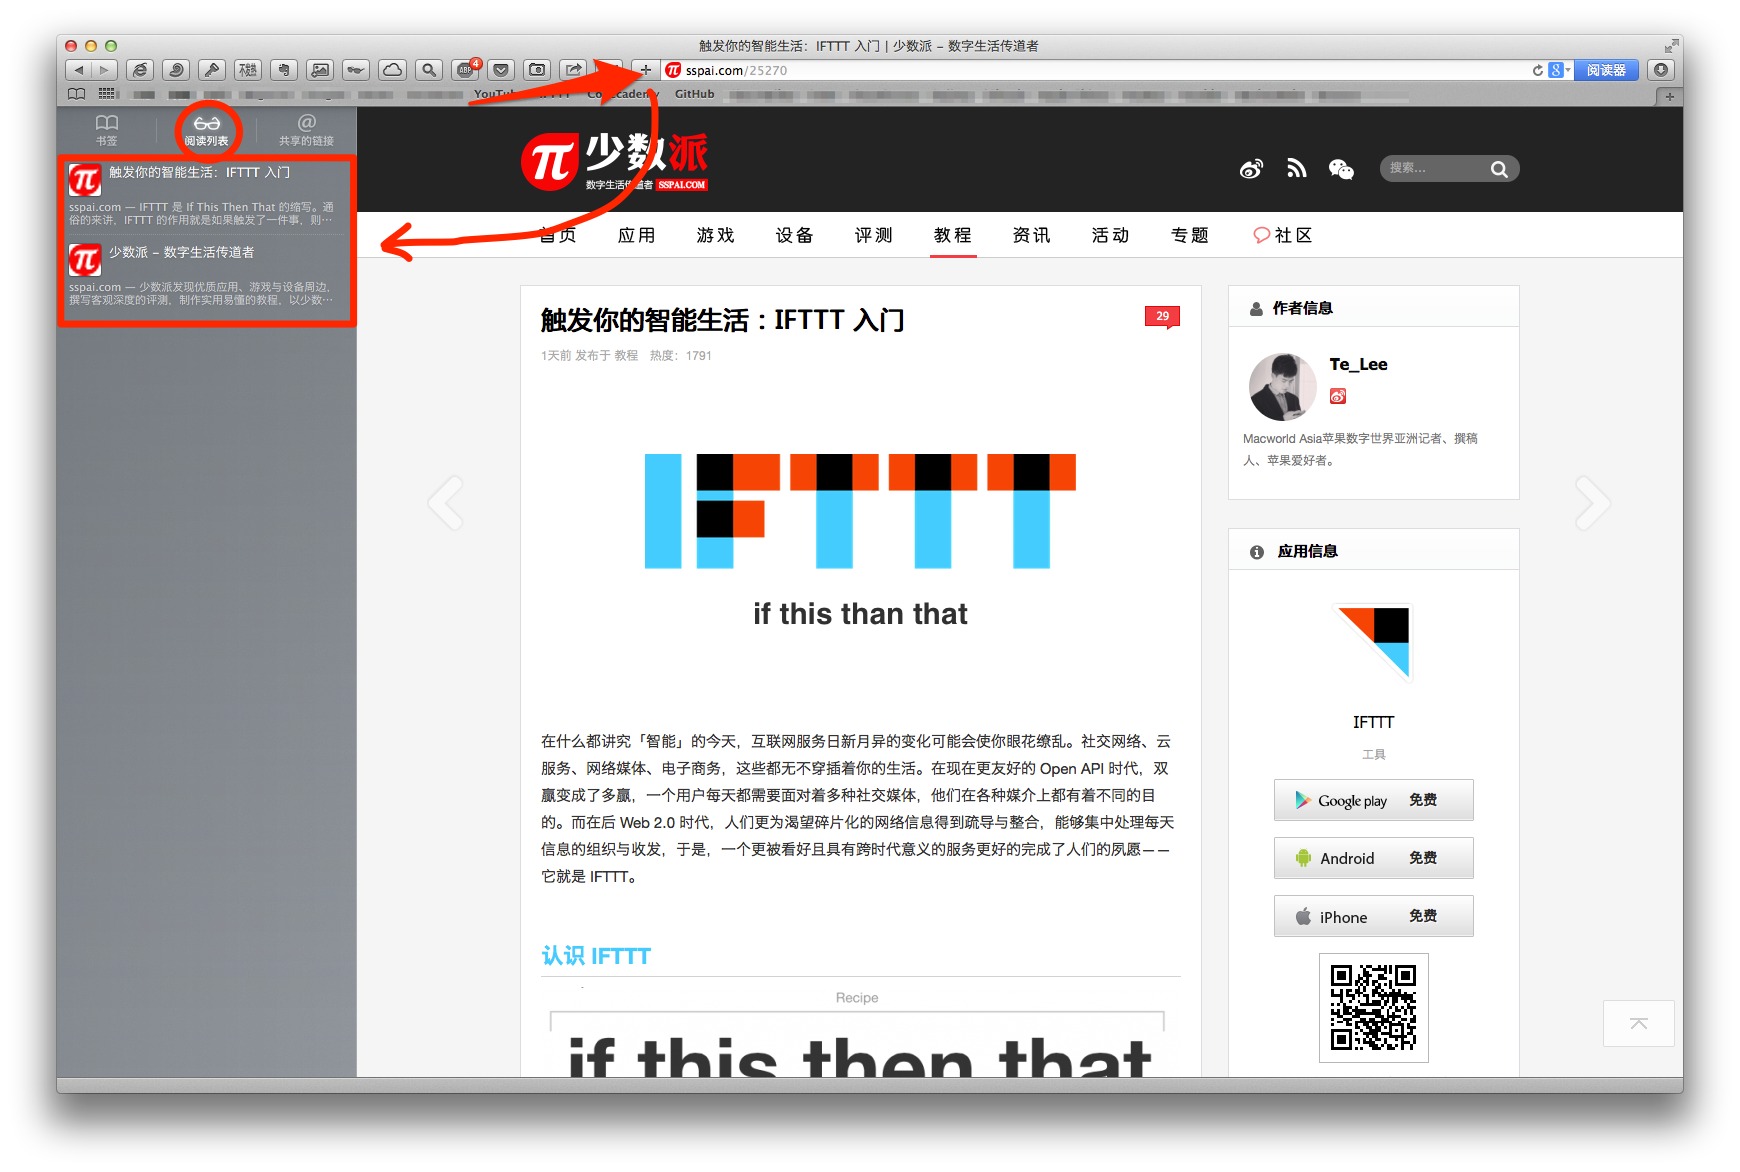 触发你的智能生活：IFTTT 入门 | 少数派 – 数字生活传道者
ABP
4
sspai.com/25270
8
阅读器
GitHub
书签
阅读列表
共享的链接
触发你的智能生活：IFTTT 入门
sspai.com — IFTTT 是 If This Then That 的缩写。通
俗的来讲，IFTTT 的作用就是如果触发了一件事，则…
少数派 – 数字生活传道者
sspai.com — 少数派发现优质应用、游戏与设备周边，
撰写客观深度的评测，制作实用易懂的教程，以少数…
少数派
数字生活传道者 SSPAI.COM
搜索...
首页
应用
游戏
设备
评测
教程
资讯
活动
专题
社区
触发你的智能生活：IFTTT 入门
29
1天前 发布于 教程 热度：1791
IFTTT
if this than that
在什么都讲究「智能」的今天，互联网服务日新月异的变化可能会使你眼花缭乱。社交网络、云
服务、网络媒体、电子商务，这些都无不穿插着你的生活。在现在更友好的 Open API 时代，双
赢变成了多赢，一个用户每天都需要面对着多种社交媒体，他们在各种媒介上都有着不同的目
的。而在后 Web 2.0 时代，人们更为渴望碎片化的网络信息得到疏导与整合，能够集中处理每天
信息的组织与收发，于是，一个更被看好且具有跨时代意义的服务更好的完成了人们的夙愿——
它就是 IFTTT。
认识 IFTTT
Recipe
if this then that
作者信息
Te_Lee
Macworld Asia苹果数字世界亚洲记者、撰稿
人、苹果爱好者。
应用信息
IFTTT
工具
Google play 免费
Android 免费
iPhone 免费